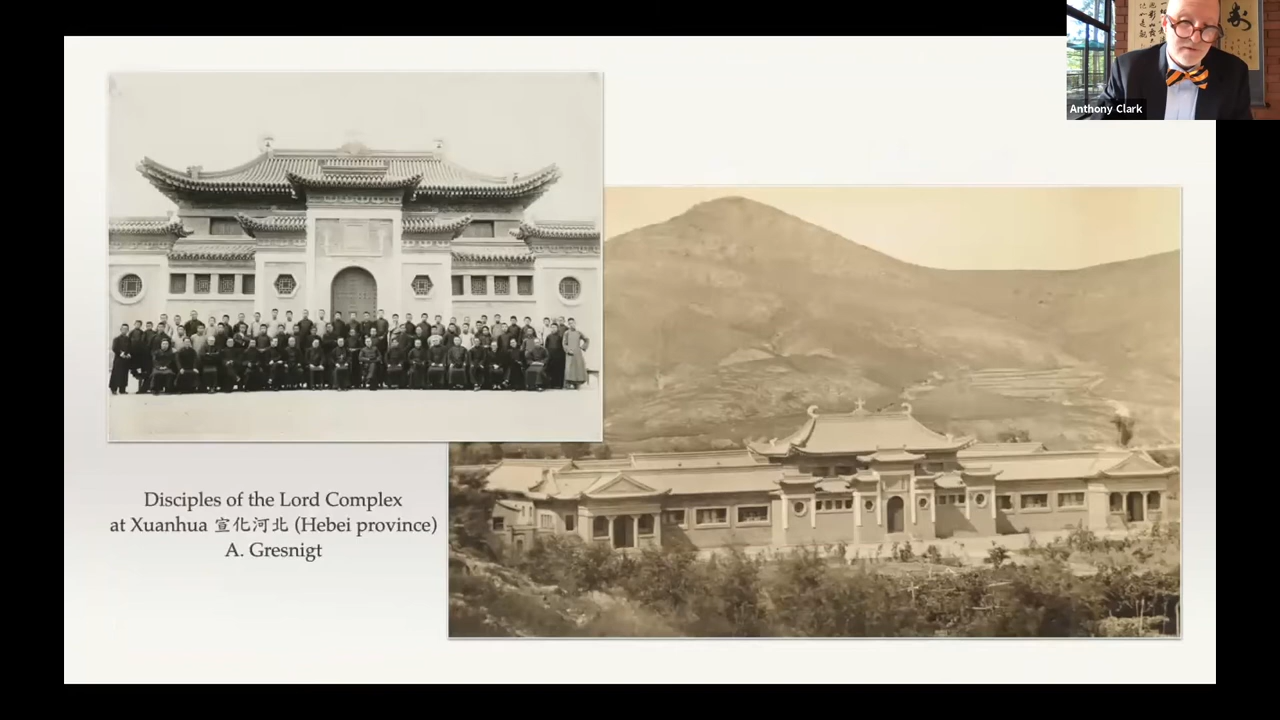 Anthony Clark
Disciples of the Lord Complex
at Xuanhua 宣化河北 (Hebei province)
A. Gresnigt